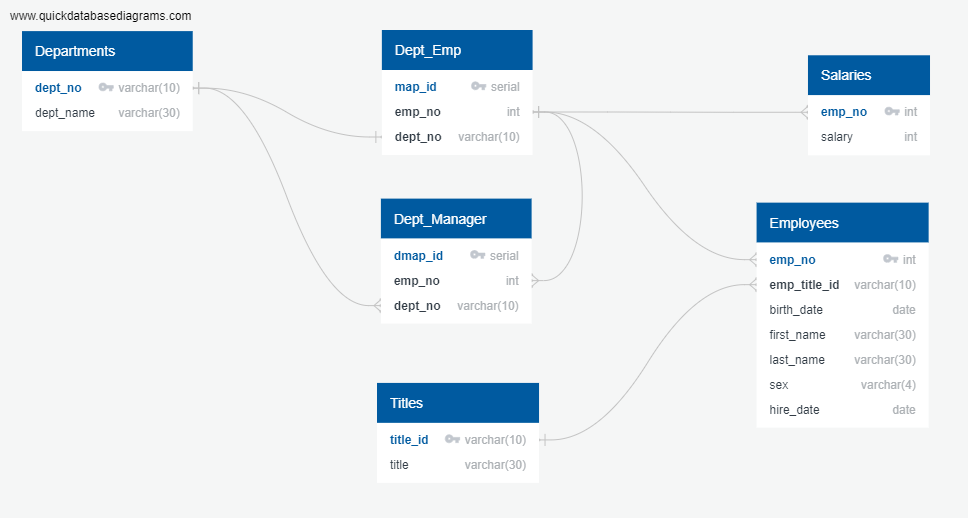 www.quickdatabasediagrams.com
Departments
dept_no varchar(10)
dept_name varchar(30)
Dept_Emp
map_id serial
emp_no int
dept_no varchar(10)
Salaries
emp_no int
salary int
Dept_Manager
dmap_id serial
emp_no int
dept_no varchar(10)
Employees
emp_no int
emp_title_id varchar(10)
birth_date date
first_name varchar(30)
last_name varchar(30)
sex varchar(4)
hire_date date
Titles
title_id varchar(10)
title varchar(30)